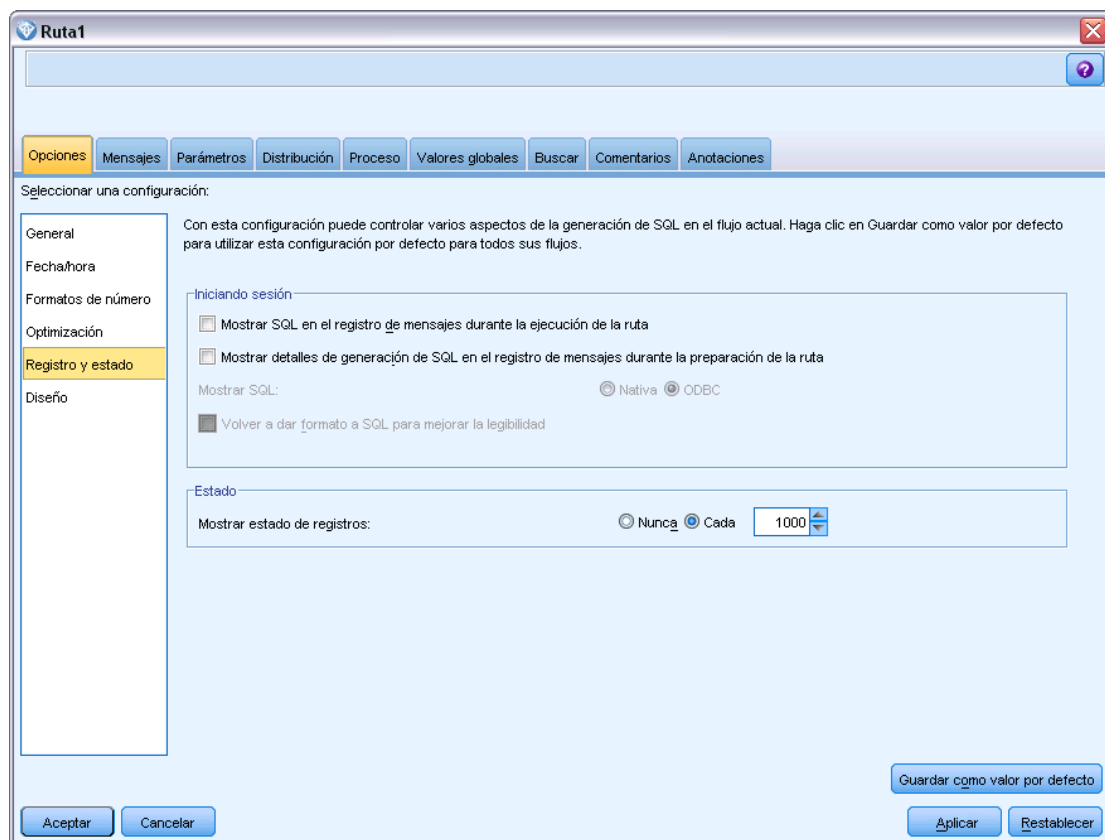 Ruta1
Opciones Mensajes Parámetros Distribución Proceso Valores globales Buscar Comentarios Anotaciones
Seleccionar una configuración:
General
Fecha/hora
Formatos de número
Optimización
Registro y estado
Diseño
Con esta configuración puede controlar varios aspectos de la generación de SQL en el flujo actual. Haga clic en Guardar como valor por defecto
para utilizar esta configuración por defecto para todos sus flujos.
Iniciando sesión
Mostrar SQL en el registro de mensajes durante la ejecución de la ruta
Mostrar detalles de generación de SQL en el registro de mensajes durante la preparación de la ruta
Mostrar SQL: Nativa ODBC
Volver a dar formato a SQL para mejorar la legibilidad
Estado
Mostrar estado de registros: Nunca Cada 1000
Guardar como valor por defecto
Aceptar Cancelar Aplicar Restablecer